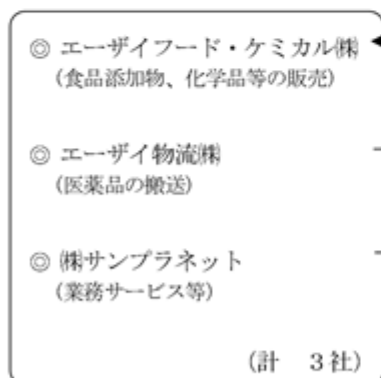 ◎ エーザイフード・ケミカル㈱
(食品添加物、化学品等の販売)
◎ エーザイ物流㈱
(医薬品の搬送)
◎ ㈱サンプラネット
(業務サービス等)
(計　3社)